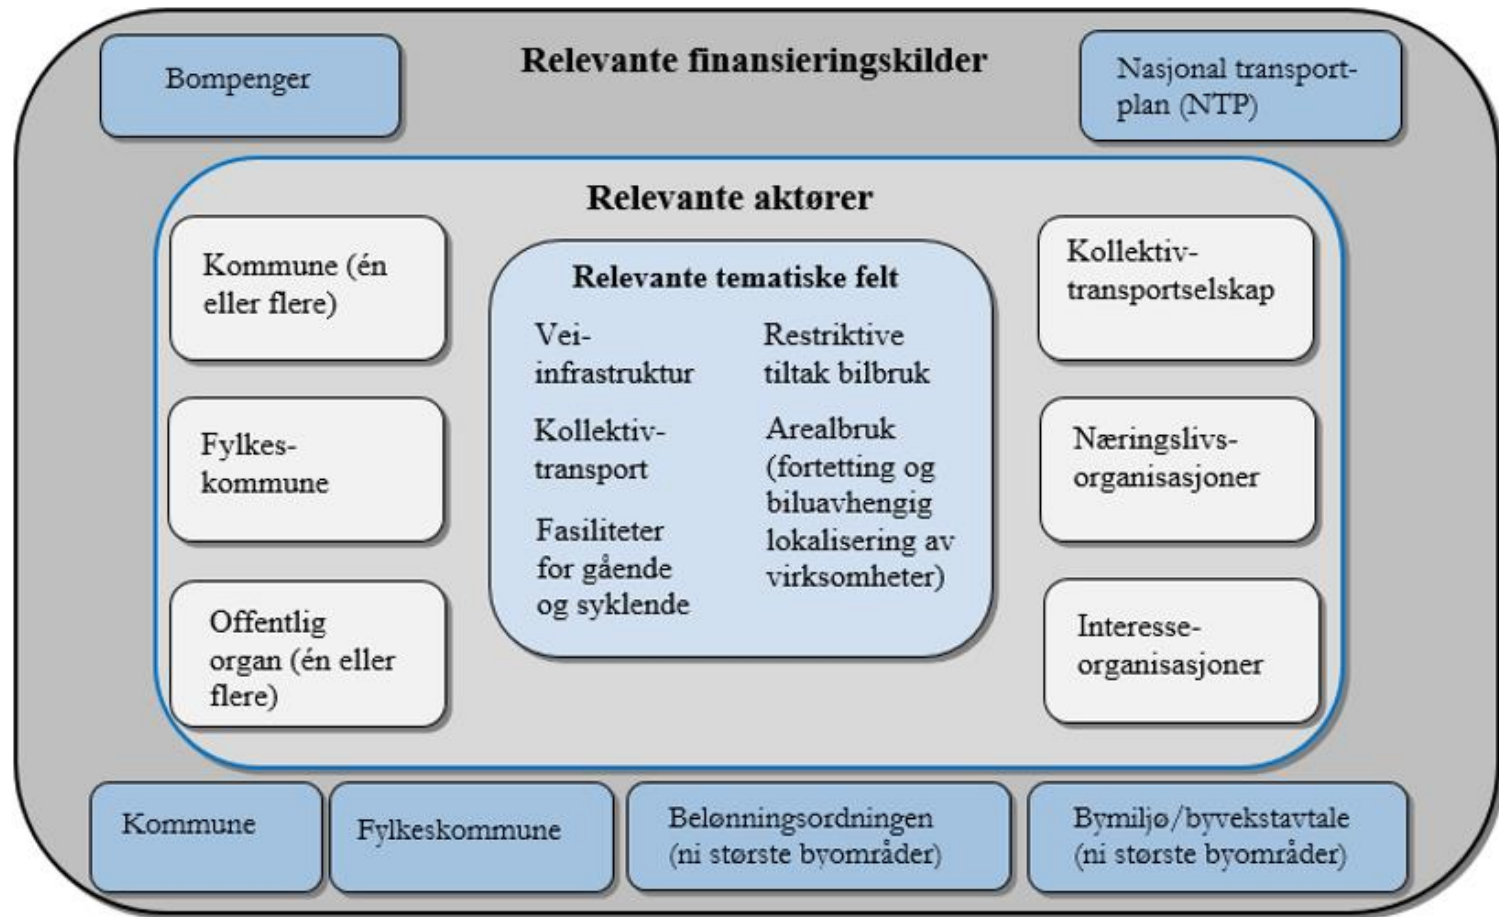 Relevante finansieringskilder
Bompenger
Nasjonal transport-
plan (NTP)
Relevante aktører
Kommune (én
eller flere)
Fylkes-
kommune
Offentlig
organ (én eller
flere)
Relevante tematiske felt
Vei-
infrastruktur
Kollektiv-
transport
Fasiliteter
for gående
og syklende
Restriktive
tiltak bilbruk
Arealbruk
(fortetting og
biluavhengig
lokalisering av
virksomheter)
Kollektiv-
transportselskap
Næringslivs-
organisasjoner
Interesse-
organisasjoner
Kommune
Fylkeskommune
Belønningsordningen
(ni største byområder)
Bymiljø/byvekstavtale
(ni største byområder)